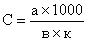 С = а×1000
в×к